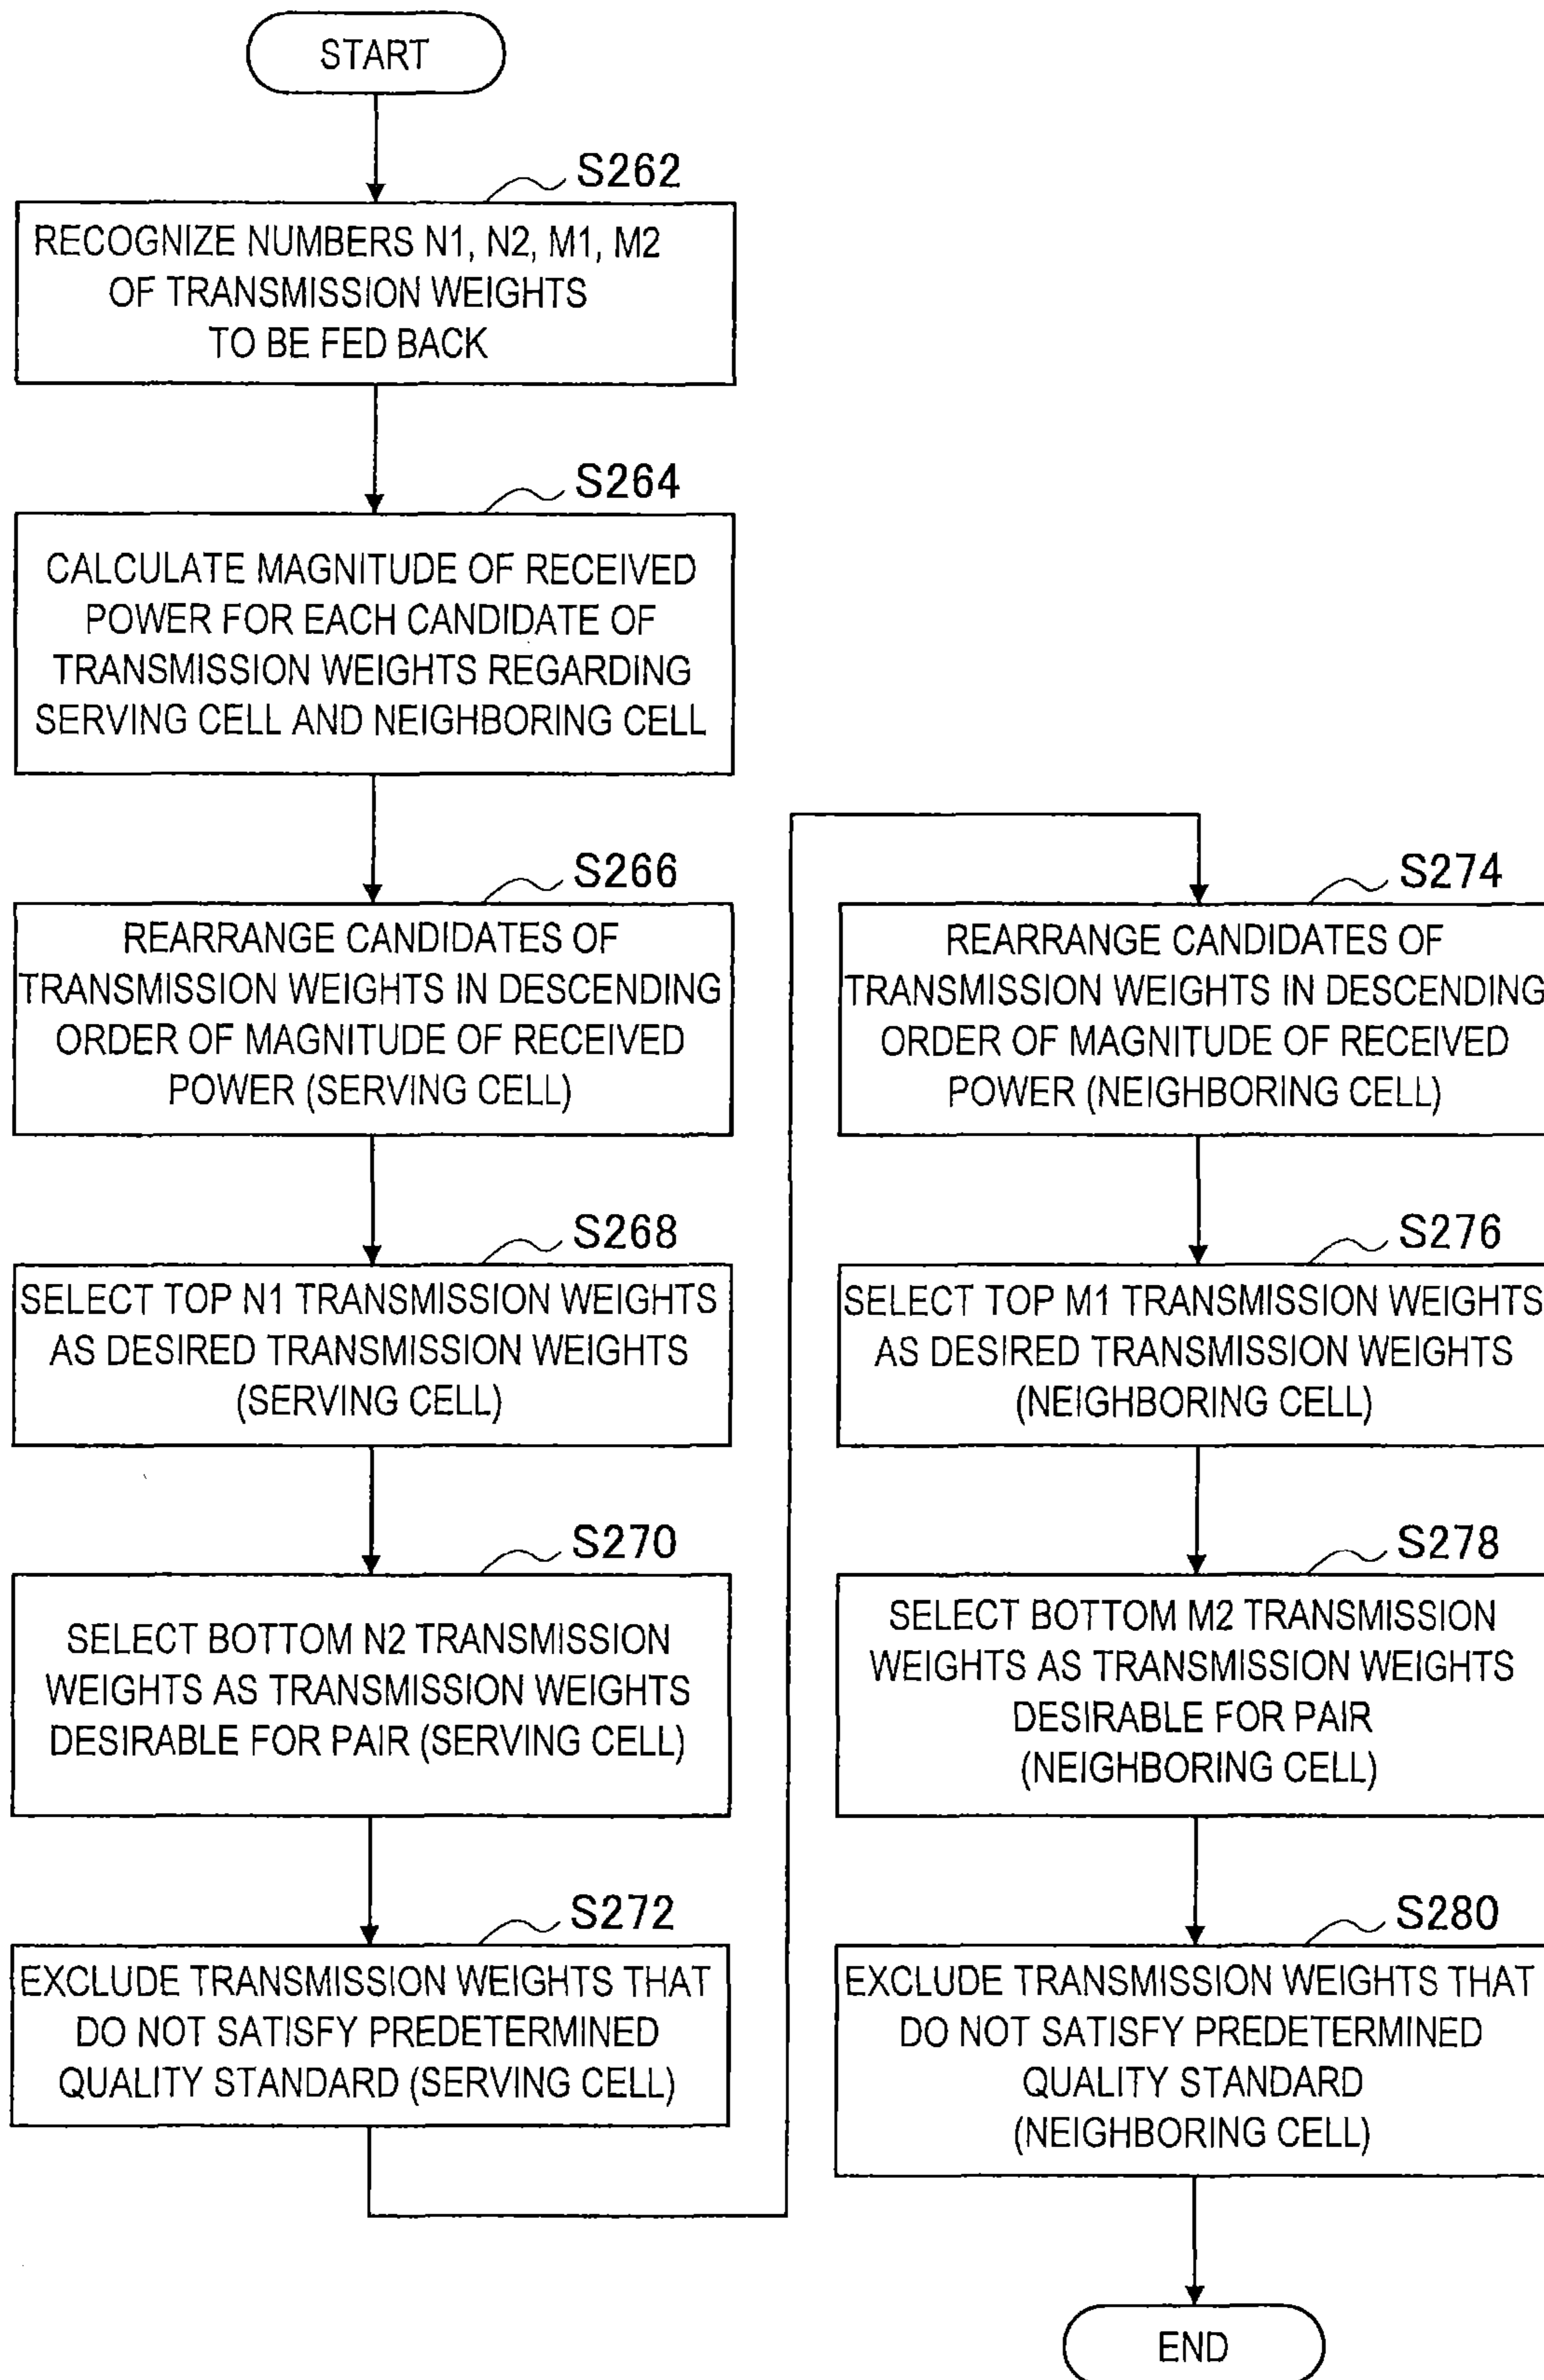 START
S262
RECOGNIZE NUMBERS N1, N2, M1, M2
OF TRANSMISSION WEIGHTS
TO BE FED BACK
S264
CALCULATE MAGNITUDE OF RECEIVED
POWER FOR EACH CANDIDATE OF
TRANSMISSION WEIGHTS REGARDING
SERVING CELL AND NEIGHBORING CELL
S266
REARRANGE CANDIDATES OF
TRANSMISSION WEIGHTS IN DESCENDING
ORDER OF MAGNITUDE OF RECEIVED
POWER (SERVING CELL)
S268
SELECT TOP N1 TRANSMISSION WEIGHTS
AS DESIRED TRANSMISSION WEIGHTS
(SERVING CELL)
S270
SELECT BOTTOM N2 TRANSMISSION
WEIGHTS AS TRANSMISSION WEIGHTS
DESIRABLE FOR PAIR (SERVING CELL)
S272
EXCLUDE TRANSMISSION WEIGHTS THAT
DO NOT SATISFY PREDETERMINED
QUALITY STANDARD (SERVING CELL)
S274
REARRANGE CANDIDATES OF
TRANSMISSION WEIGHTS IN DESCENDING
ORDER OF MAGNITUDE OF RECEIVED
POWER (NEIGHBORING CELL)
S276
SELECT TOP M1 TRANSMISSION WEIGHTS
AS DESIRED TRANSMISSION WEIGHTS
(NEIGHBORING CELL)
S278
SELECT BOTTOM M2 TRANSMISSION
WEIGHTS AS TRANSMISSION WEIGHTS
DESIRABLE FOR PAIR
(NEIGHBORING CELL)
S280
EXCLUDE TRANSMISSION WEIGHTS THAT
DO NOT SATISFY PREDETERMINED
QUALITY STANDARD
(NEIGHBORING CELL)
END